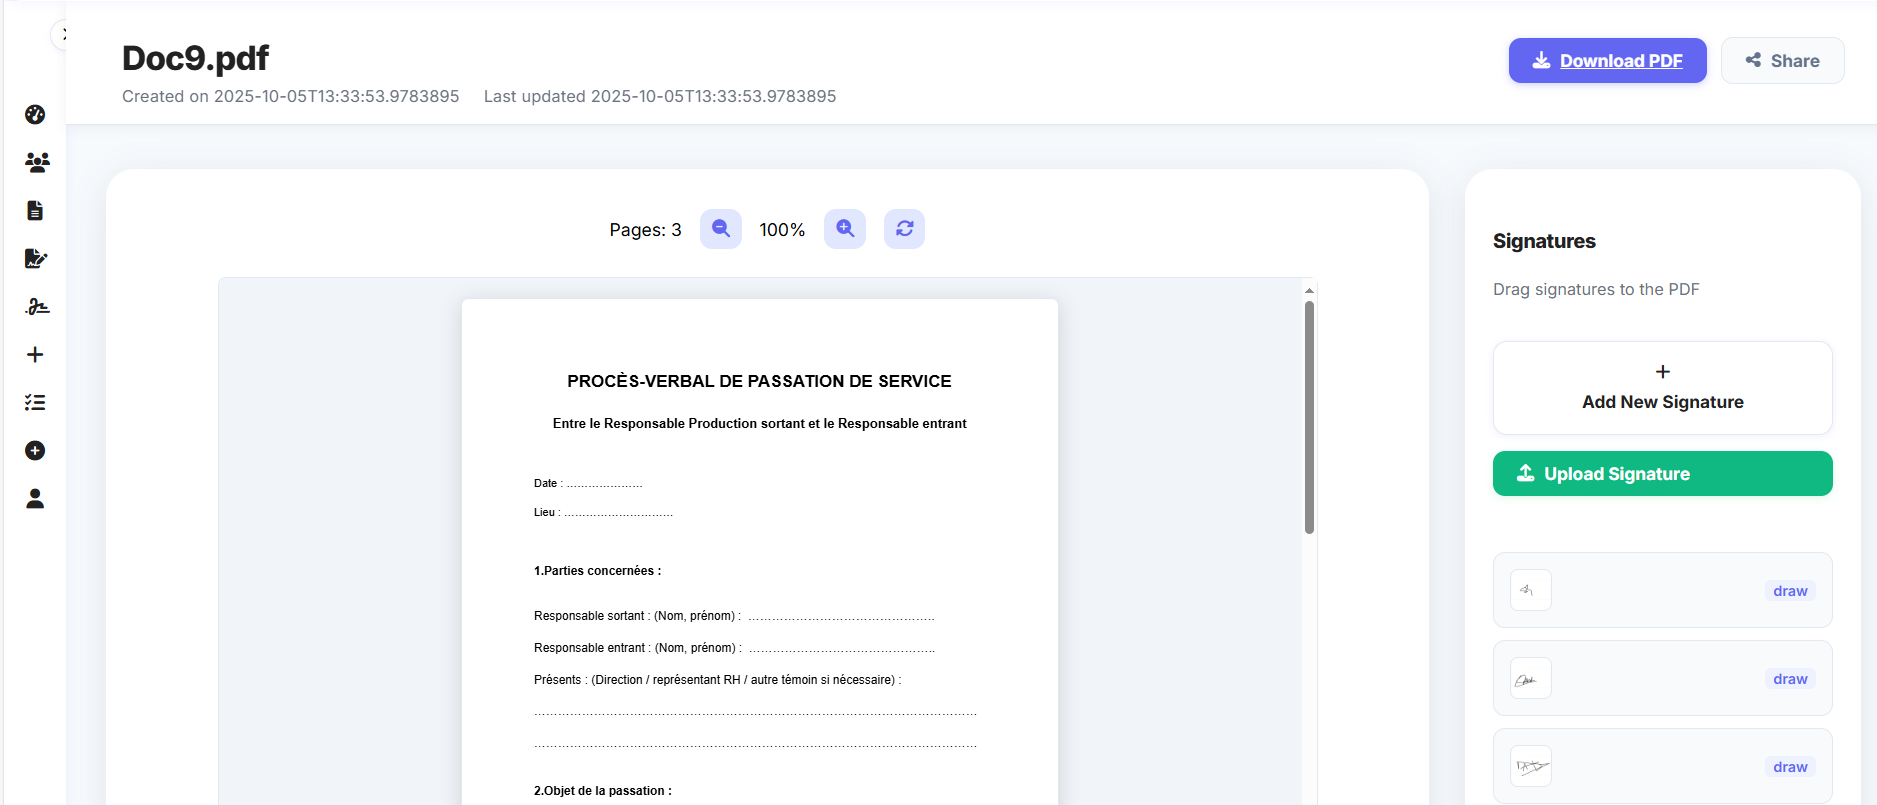 Doc9.pdf
Created on 2025-10-05T13:33:53.9783895 Last updated 2025-10-05T13:33:53.9783895
Download PDF
Share
Pages: 3 100%
PROCÈS-VERBAL DE PASSATION DE SERVICE
Entre le Responsable Production sortant et le Responsable entrant
Date : .....................
Lieu : ..............................
1.Parties concernées :
Responsable sortant : (Nom, prénom) : ................................................
Responsable entrant : (Nom, prénom) : ................................................
Présents : (Direction / représentant RH / autre témoin si nécessaire) :
....................................................................................................................
....................................................................................................................
2.Objet de la passation :
Signatures
Drag signatures to the PDF
Add New Signature
Upload Signature
draw
draw
draw